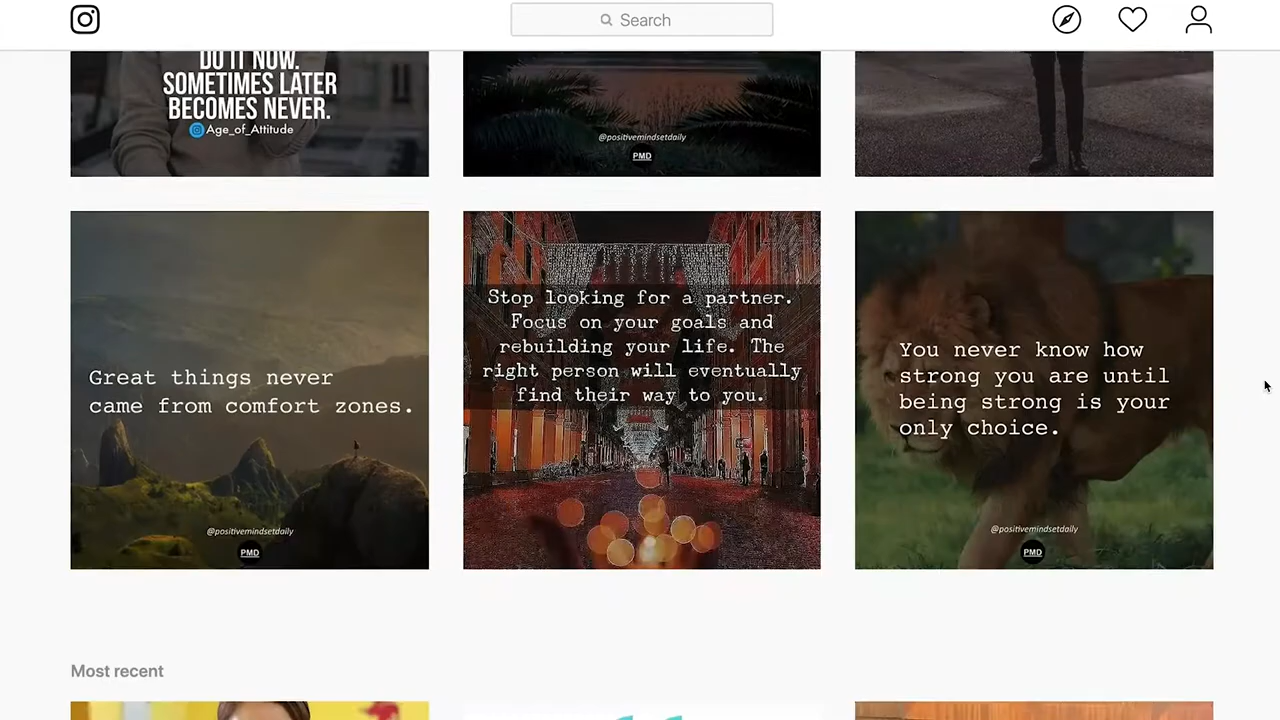 Search
DO IT NOW.
SOMETIMES LATER
BECOMES NEVER.
Age_of_Attitude
@positivemindsetdaily
PMD
Great things never
came from comfort zones.
@positivemindsetdaily
PMD
Stop looking for a partner.
Focus on your goals and
rebuilding your life. The
right person will eventually
find their way to you.
You never know how
strong you are until
being strong is your
only choice.
@positivemindsetdaily
PMD
Most recent